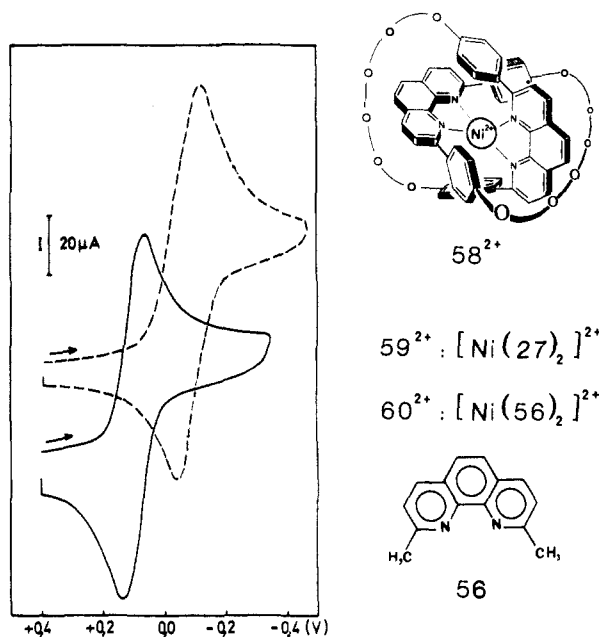 I 20μA
+0,4 +0,2 0,0 -0,2 -0,4 (V)
O O O O O O O O O O
N N N N
Ni2+
58²⁺
59²⁺ : [Ni(27)₂]²⁺
60²⁺ : [Ni(56)₂]²⁺
N N
H₃C CH₃
56